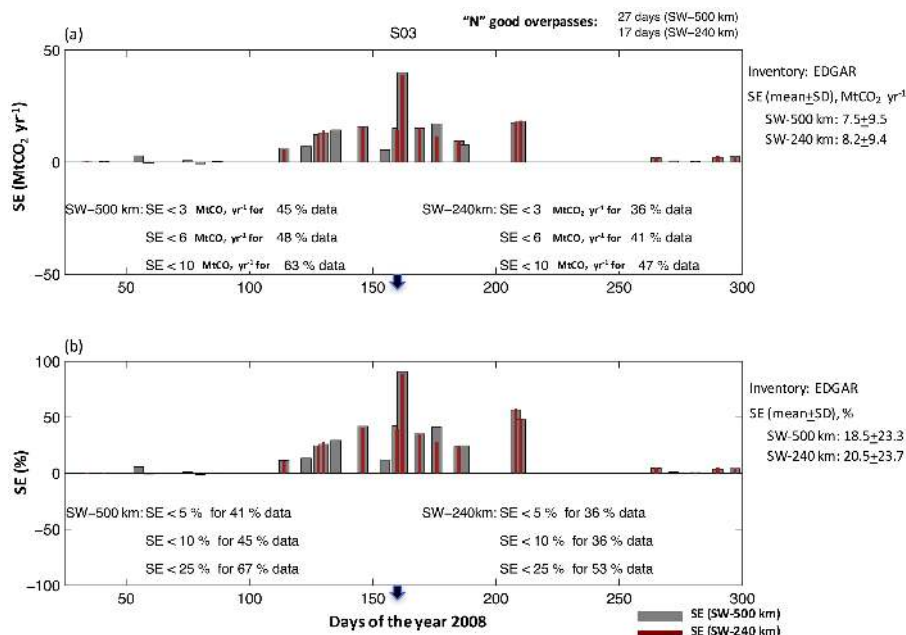 "N" good overpasses: 27 days (SW–500 km)
17 days (SW–240 km)
(a) S03
50
0
−50
SE (MtCO₂ yr⁻¹)
Inventory: EDGAR
SE (mean±SD), MtCO₂ yr⁻¹
SW-500 km: 7.5±9.5
SW-240 km: 8.2±9.4
SW−500 km: SE < 3 MtCO, yr⁻¹ for 45 % data
SE < 6 MtCO, yr⁻¹ for 48 % data
SE < 10 MtCO, yr⁻¹ for 63 % data
SW−240km: SE < 3 MtCO₂ yr⁻¹ for 36 % data
SE < 6 MtCO, yr⁻¹ for 41 % data
SE < 10 MtCO, yr⁻¹ for 47 % data
50 100 150 200 250 300
(b)
100
50
0
−50
−100
SE (%)
Inventory: EDGAR
SE (mean±SD), %
SW-500 km: 18.5±23.3
SW-240 km: 20.5±23.7
SW−500 km: SE < 5 % for 41 % data
SE < 10 % for 45 % data
SE < 25 % for 67 % data
SW−240km: SE < 5 % for 36 % data
SE < 10 % for 36 % data
SE < 25 % for 53 % data
50 100 150 200 250 300
Days of the year 2008
SE (SW-500 km)
SE (SW-240 km)